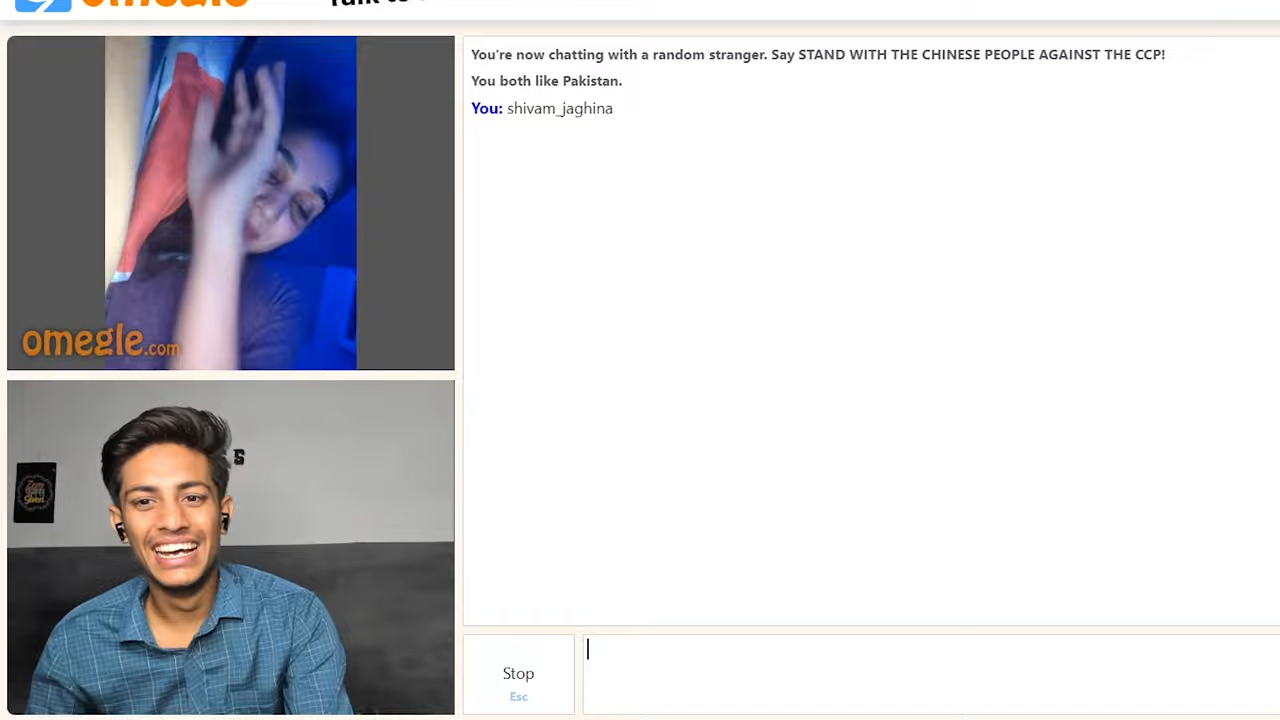 omegle
You're now chatting with a random stranger. Say STAND WITH THE CHINESE PEOPLE AGAINST THE CCP!
You both like Pakistan.
You: shivam_jaghina
omegle.com
S
Stop
Esc